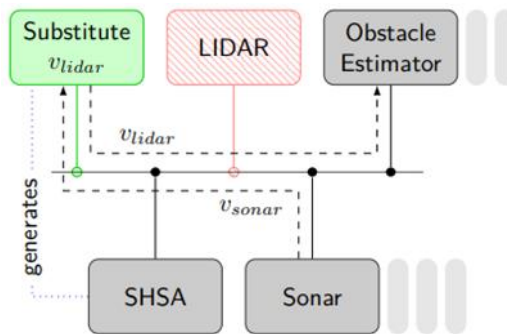 Substitute
v_lidar
LIDAR
Obstacle
Estimator
v_lidar
v_sonar
generates
SHSA
Sonar